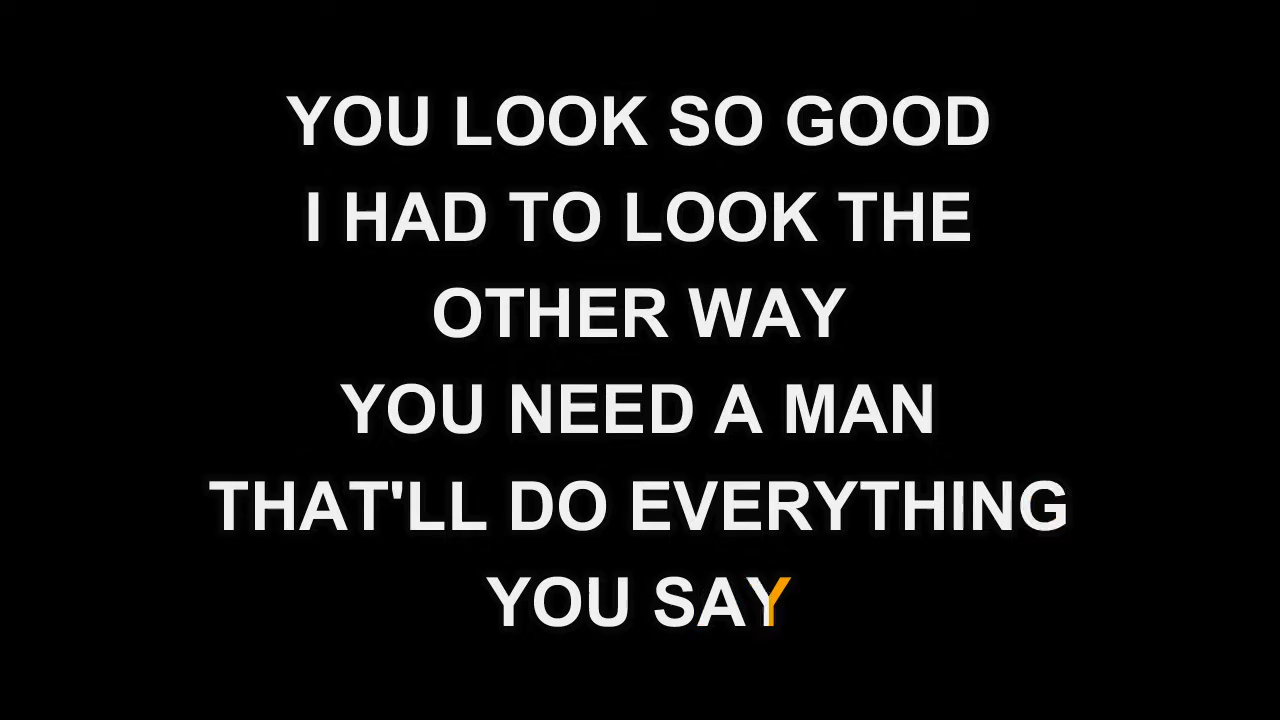 YOU LOOK SO GOOD
I HAD TO LOOK THE
OTHER WAY
YOU NEED A MAN
THAT'LL DO EVERYTHING
YOU SAY